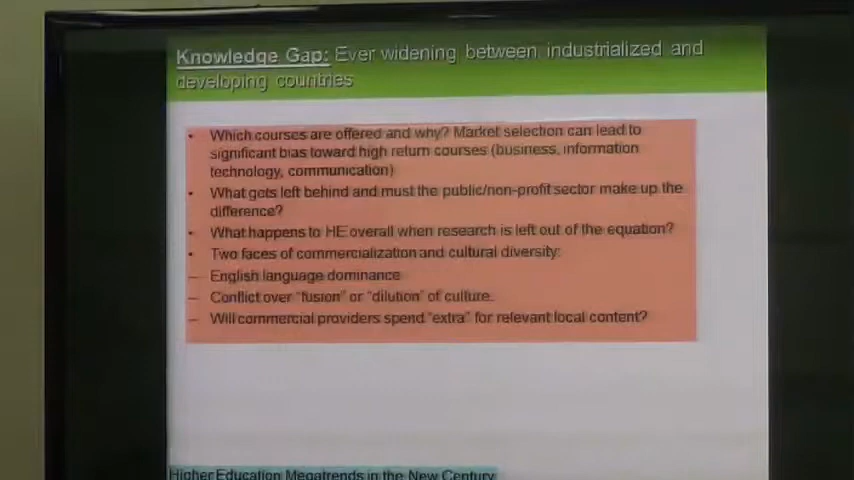 Knowledge Gap: Ever widening between industrialized and
developing countries
• Which courses are offered and why? Market selection can lead to
significant bias toward high return courses (business, information
technology, communication)
• What gets left behind and must the public/non-profit sector make up the
difference?
• What happens to HE overall when research is left out of the equation?
• Two faces of commercialization and cultural diversity:
– English language dominance
– Conflict over "fusion" or "dilution" of culture.
– Will commercial providers spend "extra" for relevant local content?
Higher Education Megatrends in the New Century